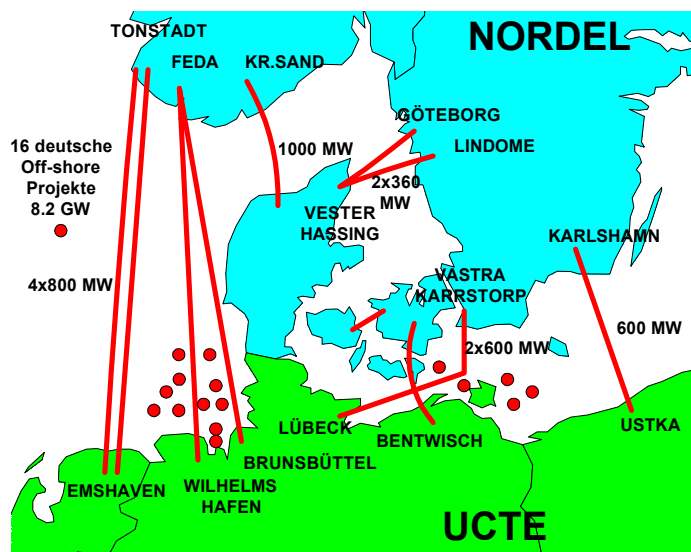 TONSTADT
NORDEL
FEDA
KR.SAND
GÖTEBORG
16 deutsche
Off-shore
Projekte
8.2 GW
1000 MW
LINDOME
2x360
MW
VESTER
HASSING
KARLSHAMN
4x800 MW
VÄSTRA
KARRSTORP
600 MW
2x600 MW
LÜBECK
BENTWISCH
USTKA
BRUNSBÜTTEL
EMSHAVEN
WILHELMS
HAFEN
UCTE